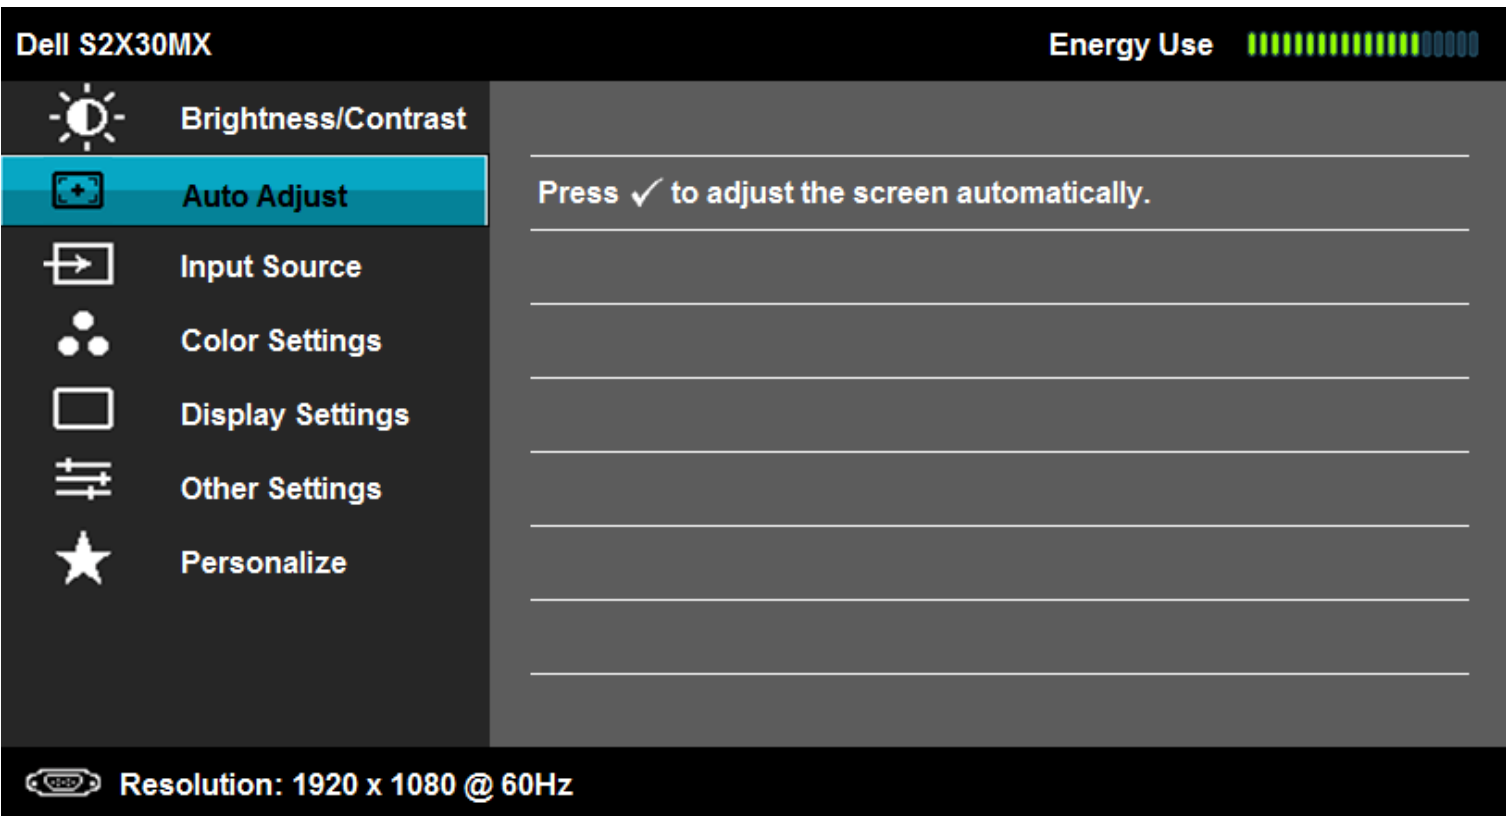 Dell S2X30MX
Energy Use
Brightness/Contrast
Auto Adjust
Press ✓ to adjust the screen automatically.
Input Source
Color Settings
Display Settings
Other Settings
Personalize
Resolution: 1920 x 1080 @ 60Hz